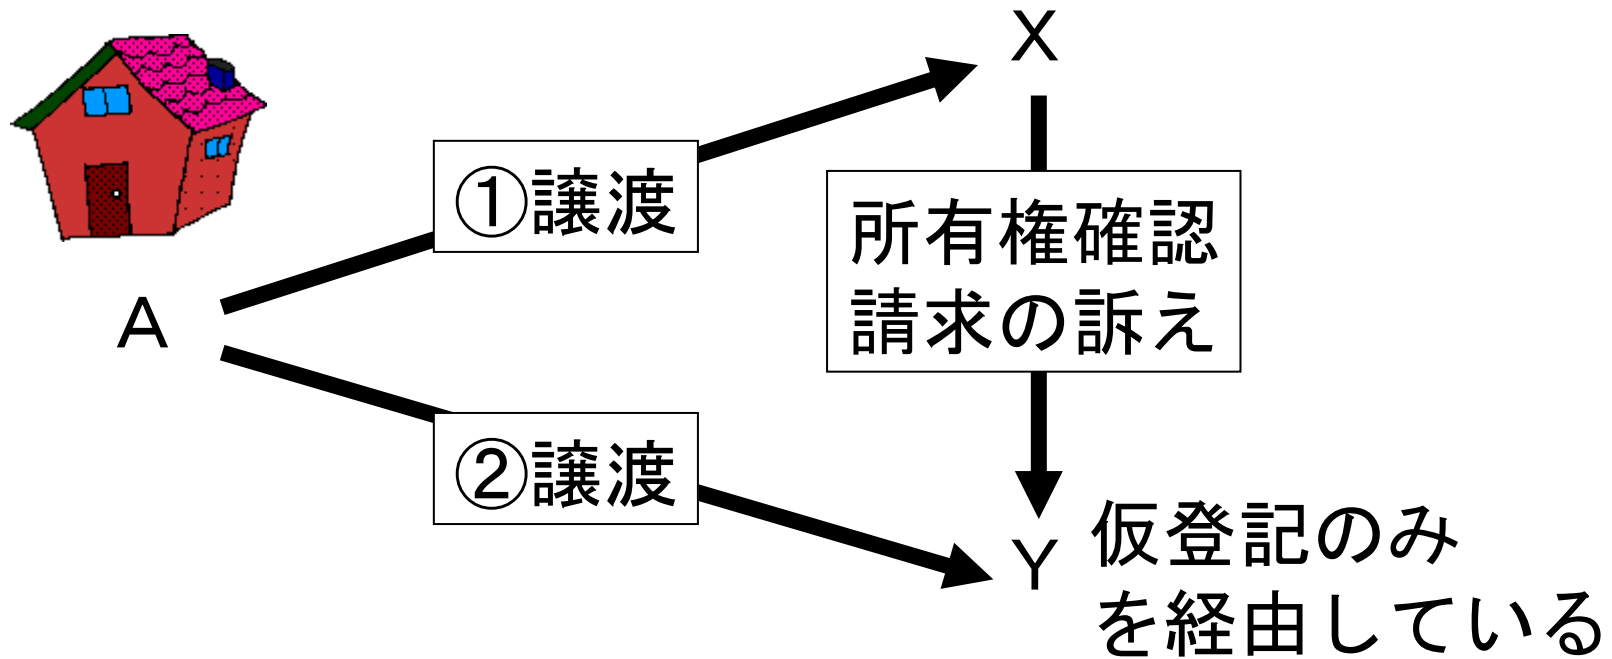 X
①譲渡
所有権確認
請求の訴え
A
②譲渡
Y
仮登記のみ
を経由している